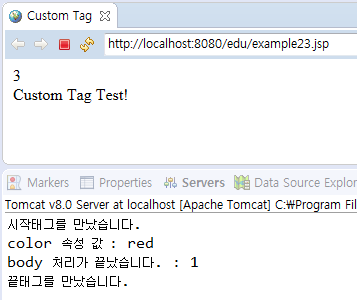 Custom Tag
http://localhost:8080/edu/example23.jsp
3
Custom Tag Test!
Markers Properties Servers Data Source Explor
Tomcat v8.0 Server at localhost [Apache Tomcat] C:₩Program Fil
시작태그를 만났습니다.
color 속성 값 : red
body 처리가 끝났습니다. : 1
끝태그를 만났습니다.